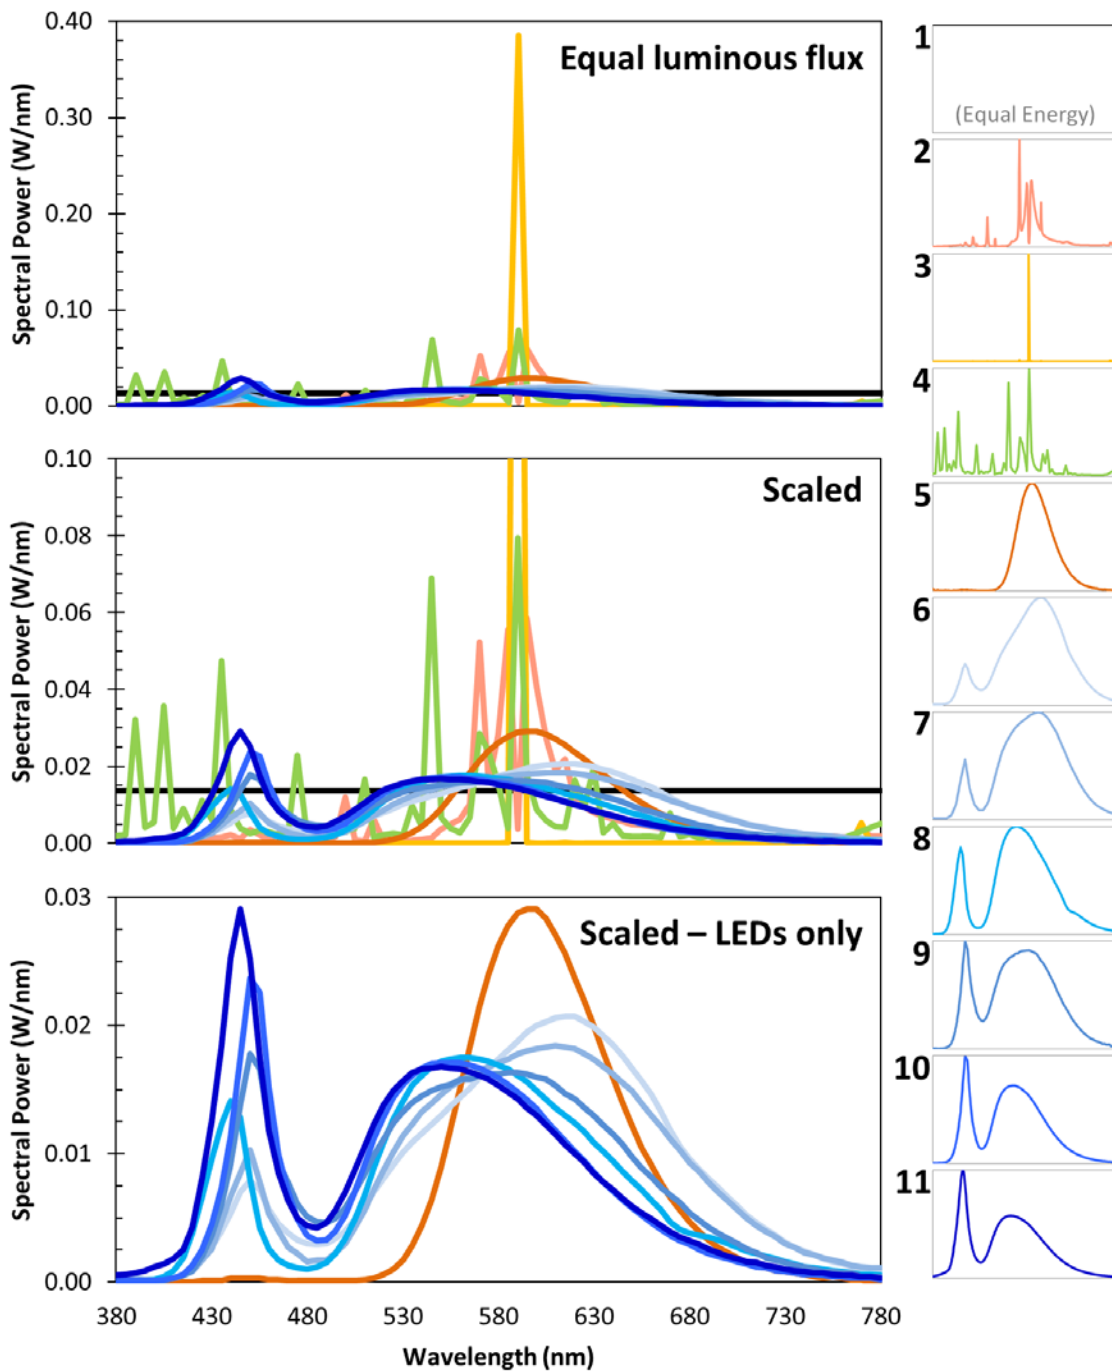 Equal luminous flux
Spectral Power (W/nm)
0.40
0.30
0.20
0.10
0.00
Scaled
Spectral Power (W/nm)
0.10
0.08
0.06
0.04
0.02
0.00
Scaled – LEDs only
Spectral Power (W/nm)
0.03
0.02
0.01
0.00
380 430 480 530 580 630 680 730 780
Wavelength (nm)
1
(Equal Energy)
2
3
4
5
6
7
8
9
10
11